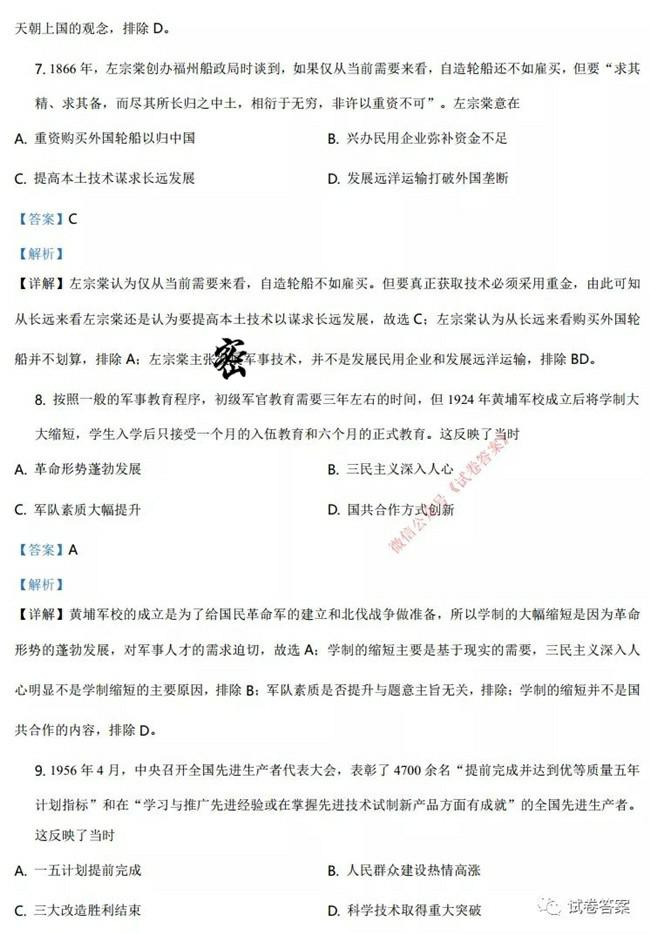 天朝上国的观念，排除 D。
7. 1866 年，左宗棠创办福州船政局时谈到，如果仅从当前需要来看，自造轮船还不如雇买，但要“求其
精、求其备，而尽其所长归之中土，相衍于无穷，非许以重资不可”。左宗棠意在
A. 重资购买外国轮船以归中国
B. 兴办民用企业弥补资金不足
C. 提高本土技术谋求长远发展
D. 发展远洋运输打破外国垄断
【答案】C
【解析】
【详解】左宗棠认为仅从当前需要来看，自造轮船不如雇买。但要真正获取技术必须采用重金，由此可知
从长远来看左宗棠还是认为要提高本土技术以谋求长远发展，故选 C；左宗棠认为从长远来看购买外国轮
船并不划算，排除 A；左宗棠主张 军事技术，并不是发展民用企业和发展远洋运输，排除 BD。
密
8. 按照一般的军事教育程序，初级军官教育需要三年左右的时间，但 1924 年黄埔军校成立后将学制大
大缩短，学生入学后只接受一个月的入伍教育和六个月的正式教育。这反映了当时
A. 革命形势蓬勃发展
B. 三民主义深入人心
C. 军队素质大幅提升
D. 国共合作方式创新
微信公众号《试卷答案》
【答案】A
【解析】
【详解】黄埔军校的成立是为了给国民革命军的建立和北伐战争做准备，所以学制的大幅缩短是因为革命
形势的蓬勃发展，对军事人才的需求迫切，故选 A；学制的缩短主要是基于现实的需要，三民主义深入人
心明显不是学制缩短的主要原因，排除 B；军队素质是否提升与题意主旨无关，排除；学制的缩短并不是国
共合作的内容，排除 D。
9. 1956 年 4 月，中央召开全国先进生产者代表大会，表彰了 4700 余名“提前完成并达到优等质量五年
计划指标”和在“学习与推广先进经验或在掌握先进技术试制新产品方面有成就”的全国先进生产者。
这反映了当时
A. 一五计划提前完成
B. 人民群众建设热情高涨
C. 三大改造胜利结束
D. 科学技术取得重大突破
试卷答案